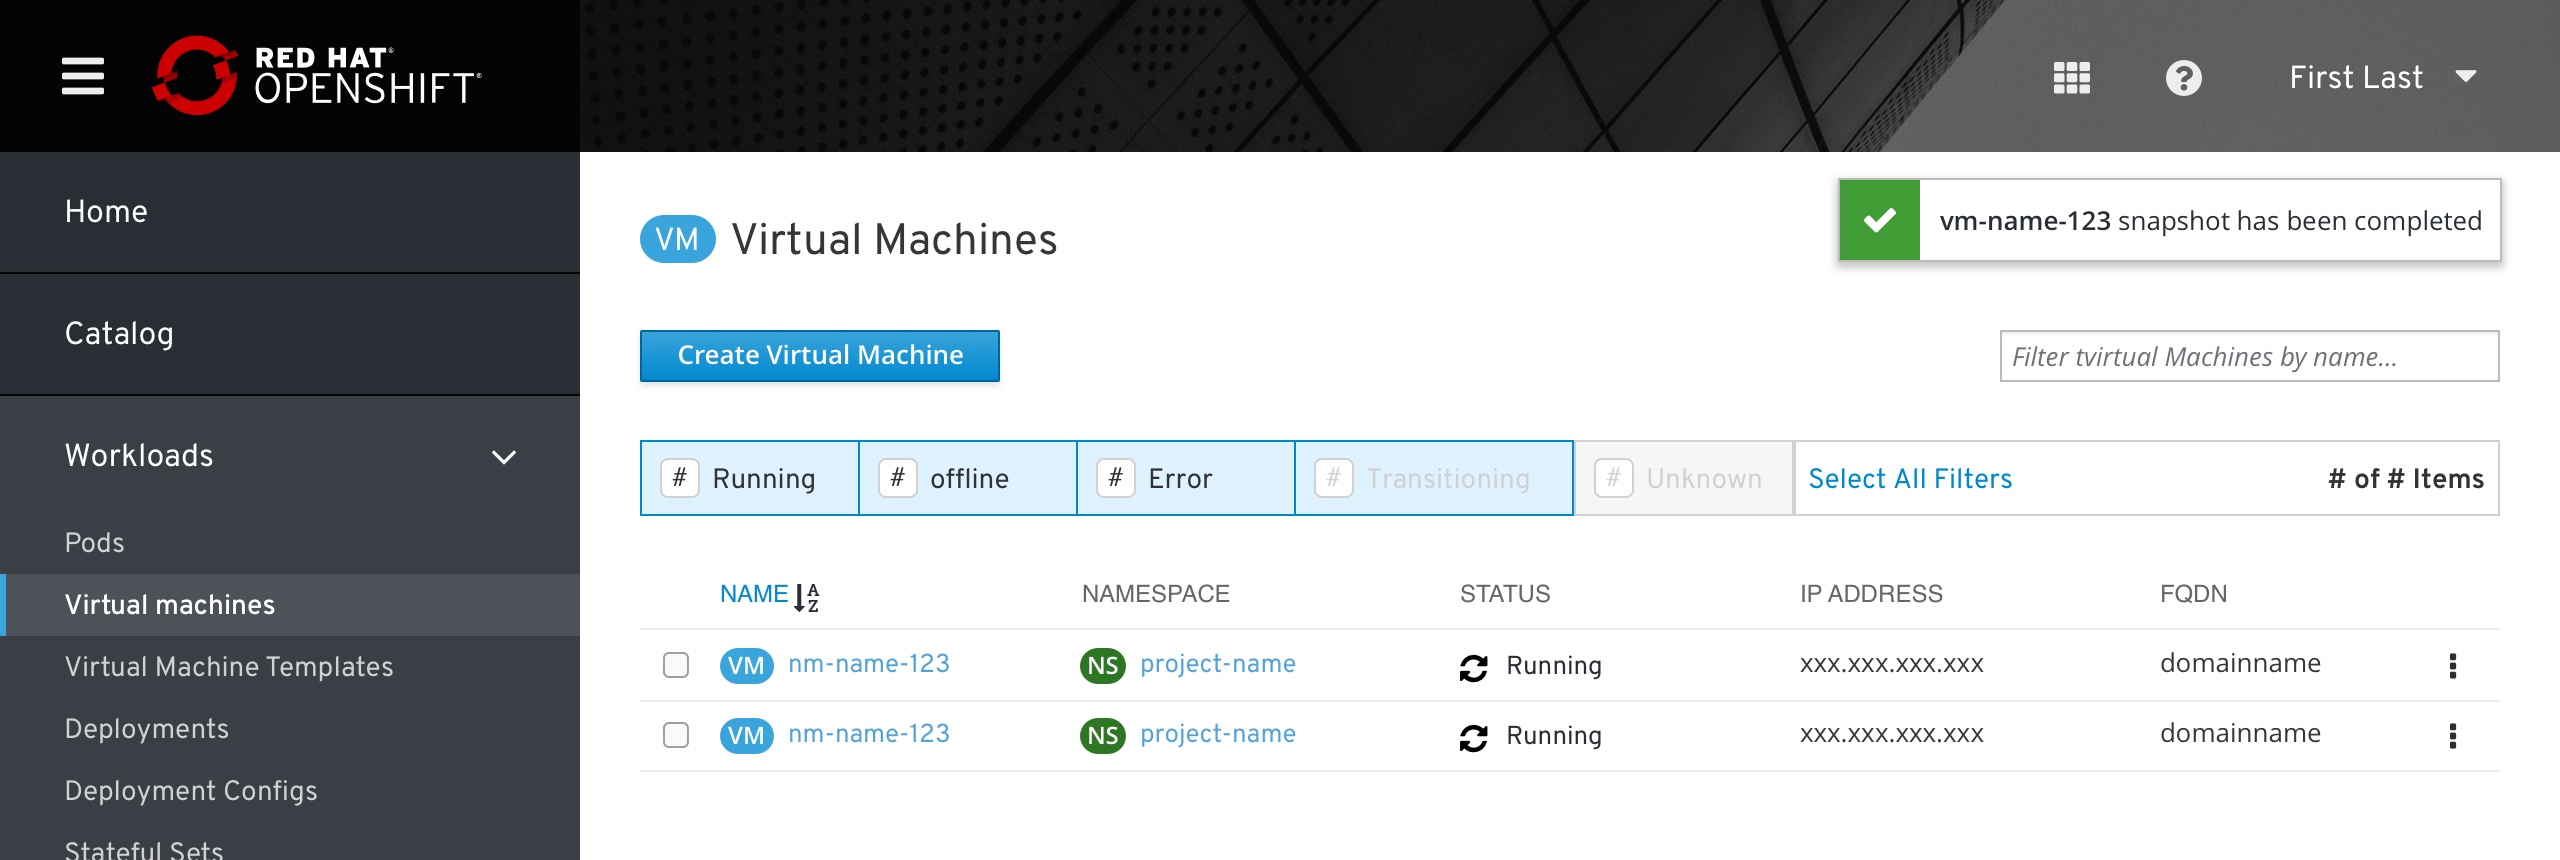 RED HAT®
OPENSHIFT®
First Last
Home
Catalog
Workloads
Pods
Virtual machines
Virtual Machine Templates
Deployments
Deployment Configs
Stateful Sets
VM Virtual Machines
vm-name-123 snapshot has been completed
Create Virtual Machine
Filter tvirtual Machines by name...
# Running # offline # Error # Transitioning # Unknown Select All Filters # of # Items
NAME AZ NAMESPACE STATUS IP ADDRESS FQDN
VM nm-name-123 NS project-name Running xxx.xxx.xxx.xxx domainname
VM nm-name-123 NS project-name Running xxx.xxx.xxx.xxx domainname